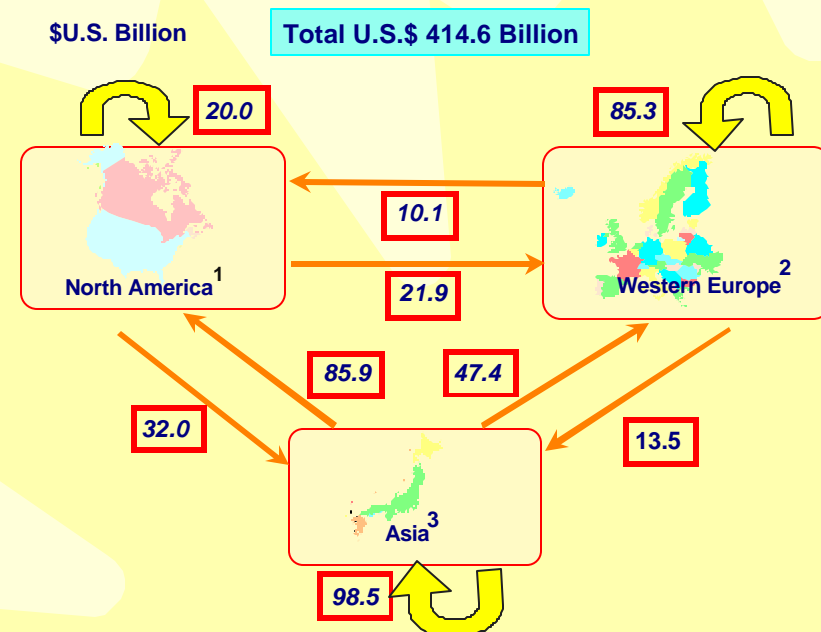 $U.S. Billion
Total U.S.$ 414.6 Billion
20.0
85.3
10.1
North America1
Western Europe2
21.9
85.9
47.4
32.0
13.5
Asia3
98.5